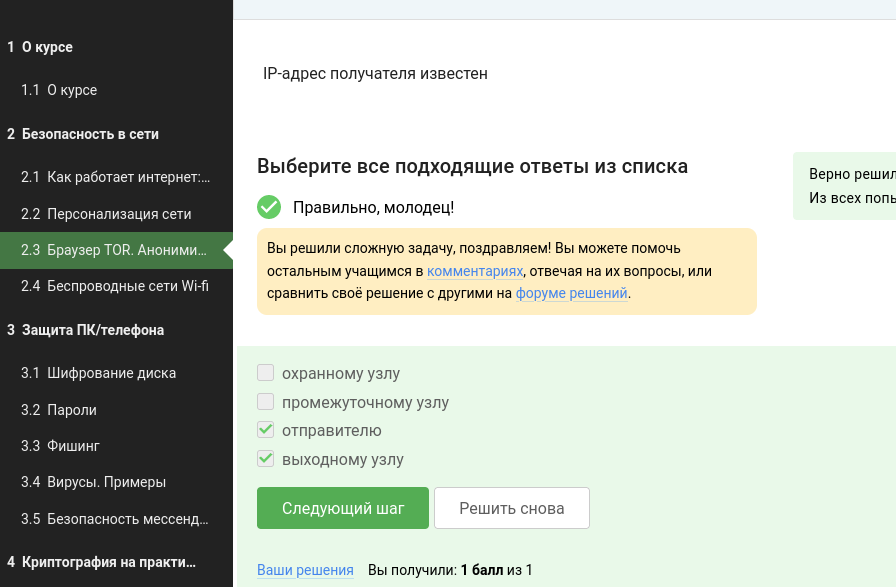 1 О курсе
1.1 О курсе
2 Безопасность в сети
2.1 Как работает интернет:...
2.2 Персонализация сети
2.3 Браузер TOR. Аноними...
2.4 Беспроводные сети Wi-fi
3 Защита ПК/телефона
3.1 Шифрование диска
3.2 Пароли
3.3 Фишинг
3.4 Вирусы. Примеры
3.5 Безопасность мессенд...
4 Криптография на практи...
IP-адрес получателя известен
Выберите все подходящие ответы из списка
Правильно, молодец!
Вы решили сложную задачу, поздравляем! Вы можете помочь
остальным учащимся в комментариях, отвечая на их вопросы, или
сравнить своё решение с другими на форуме решений.
Верно решил
Из всех попы
охранному узлу
промежуточному узлу
отправителю
выходному узлу
Следующий шаг
Решить снова
Ваши решения Вы получили: 1 балл из 1